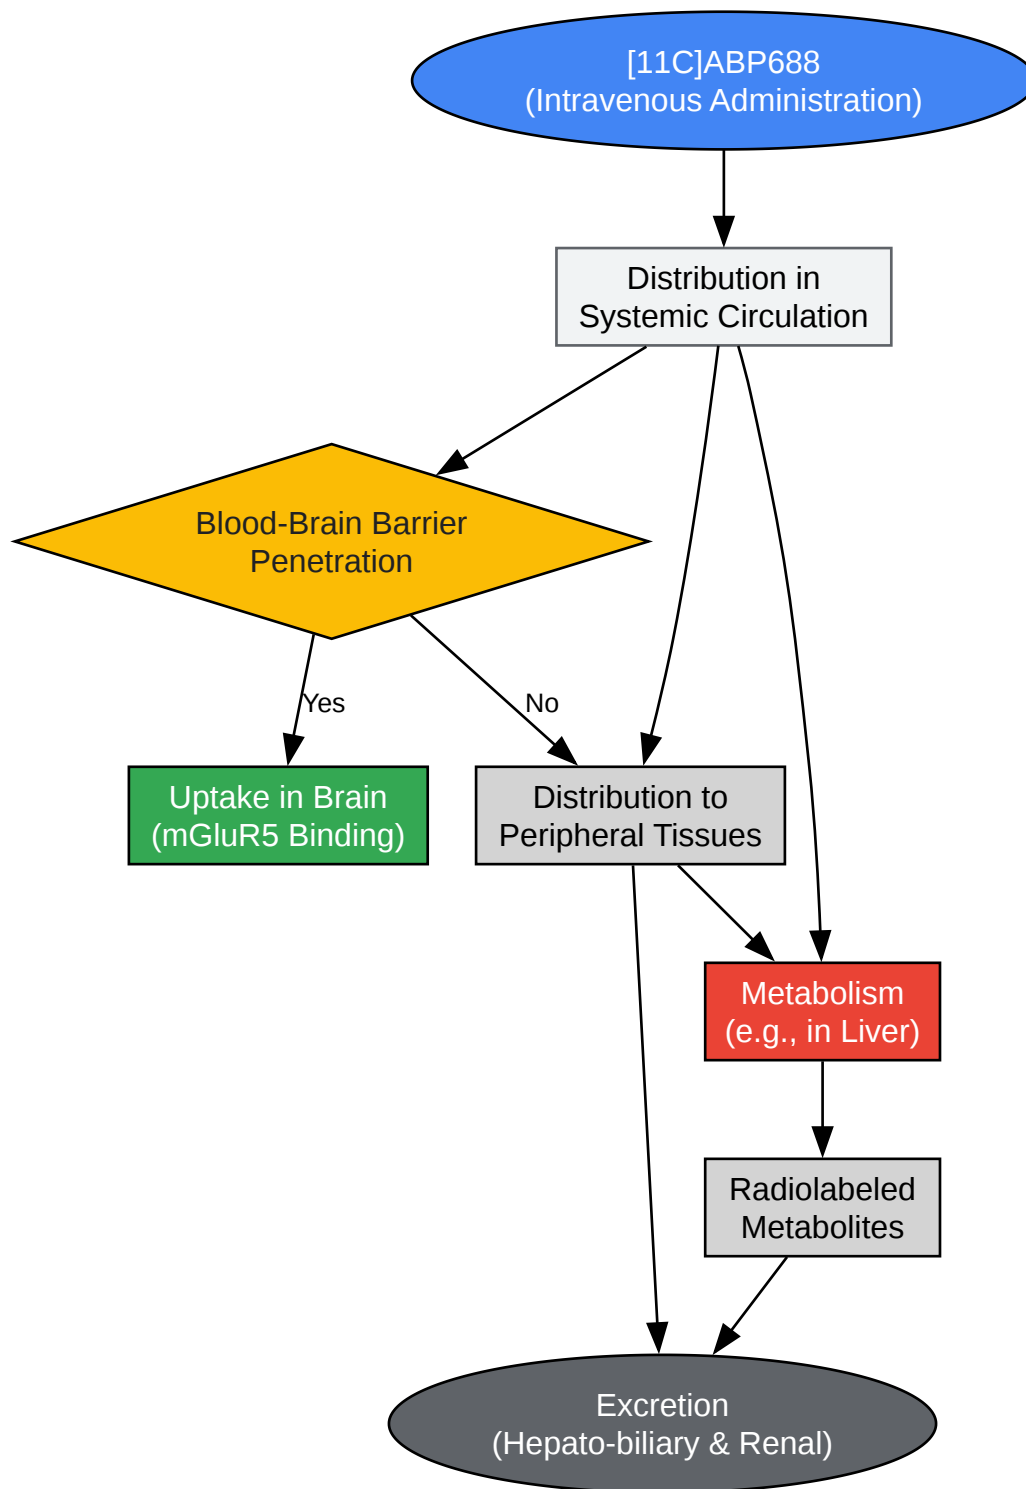 [11C]ABP688
(Intravenous Administration)
Distribution in
Systemic Circulation
Blood-Brain Barrier
Penetration
Yes
No
Uptake in Brain
(mGluR5 Binding)
Distribution to
Peripheral Tissues
Metabolism
(e.g., in Liver)
Radiolabeled
Metabolites
Excretion
(Hepato-biliary & Renal)